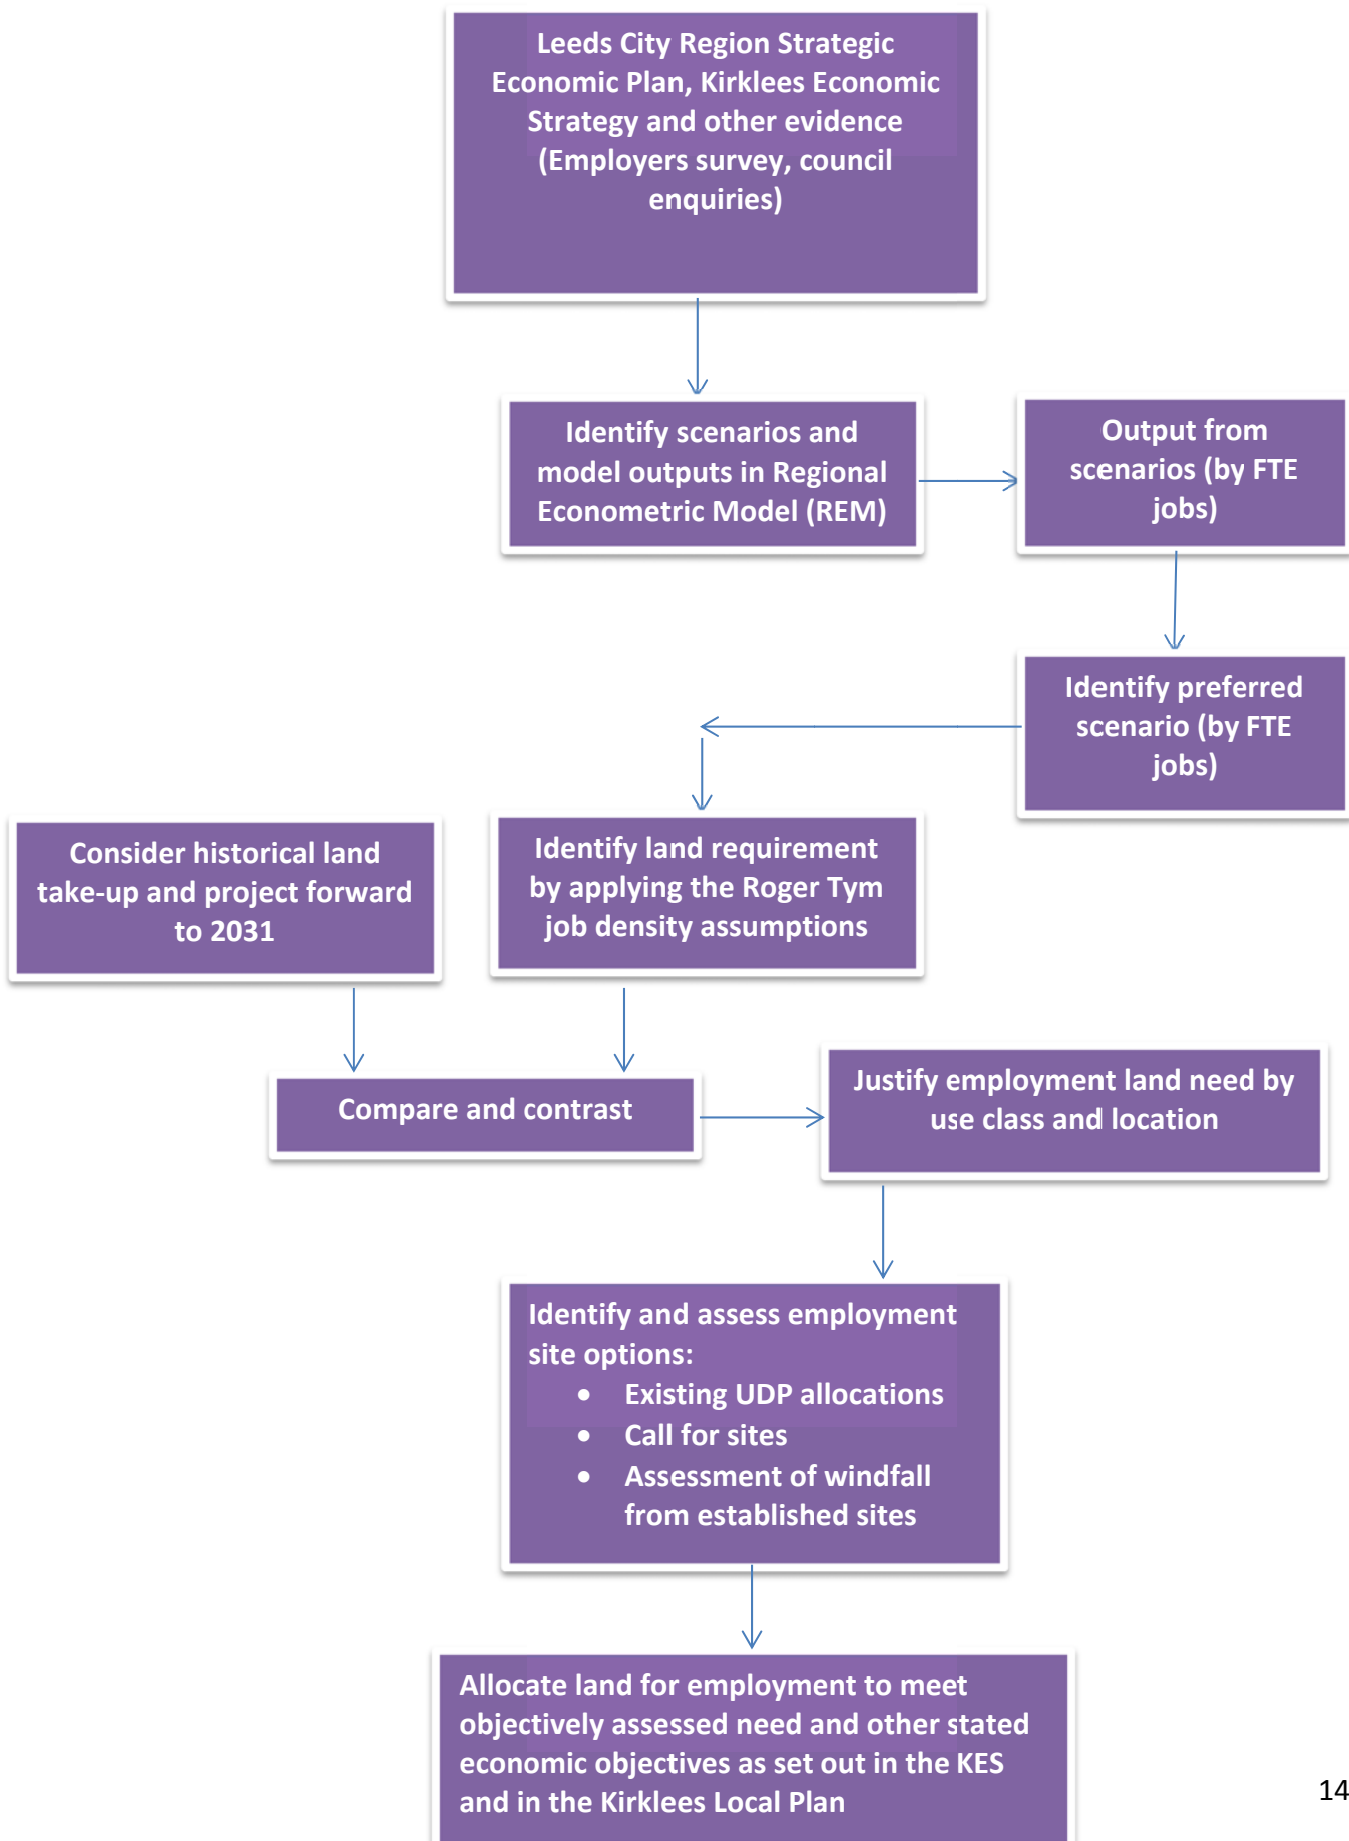 Leeds City Region Strategic
Economic Plan, Kirklees Economic
Strategy and other evidence
(Employers survey, council
enquiries)
Identify scenarios and
model outputs in Regional
Econometric Model (REM)
Output from
scenarios (by FTE
jobs)
Identify preferred
scenario (by FTE
jobs)
Consider historical land
take-up and project forward
to 2031
Identify land requirement
by applying the Roger Tym
job density assumptions
Compare and contrast
Justify employment land need by
use class and location
Identify and assess employment
site options:
• Existing UDP allocations
• Call for sites
• Assessment of windfall
from established sites
Allocate land for employment to meet
objectively assessed need and other stated
economic objectives as set out in the KES
and in the Kirklees Local Plan
14